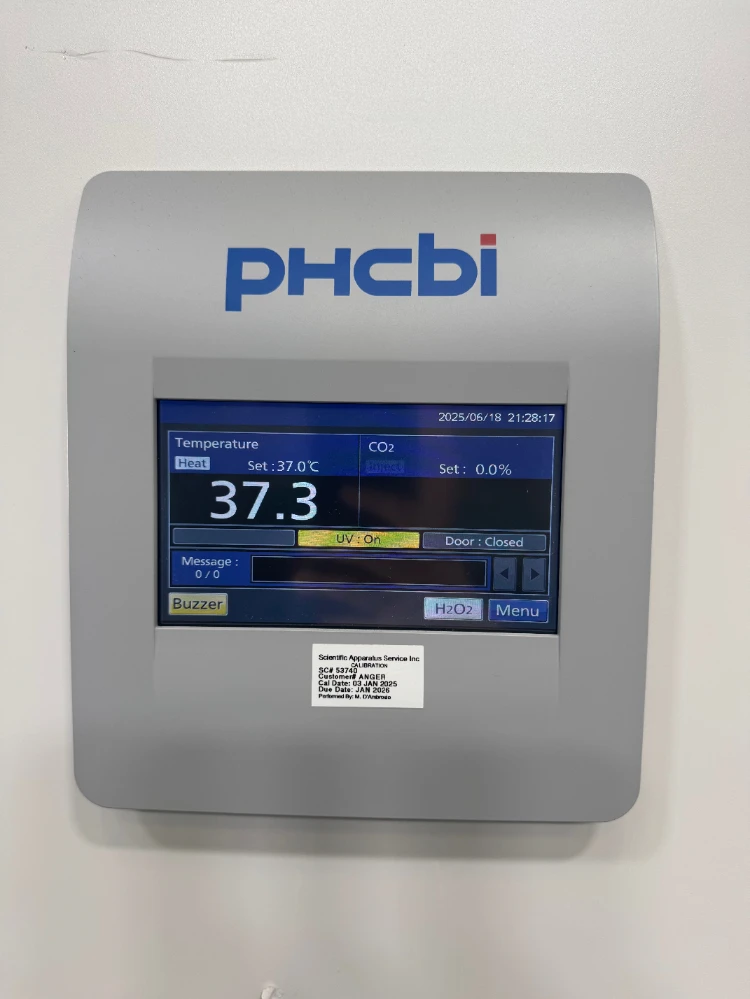 PHCbi
2025/06/18 21:28:17
Temperature
CO2
Heat
Set : 37.0℃
Inject
Set : 0.0%
37.3
UV : On
Door : Closed
Message :
0 / 0
Buzzer
H2O2
Menu
Scientific Apparatus Service Inc
CALIBRATION
SC# 53740
Customer# ANGER
Cal Date: 03 JAN 2025
Due Date: JAN 2026
Performed By: M. D'Ambrosio